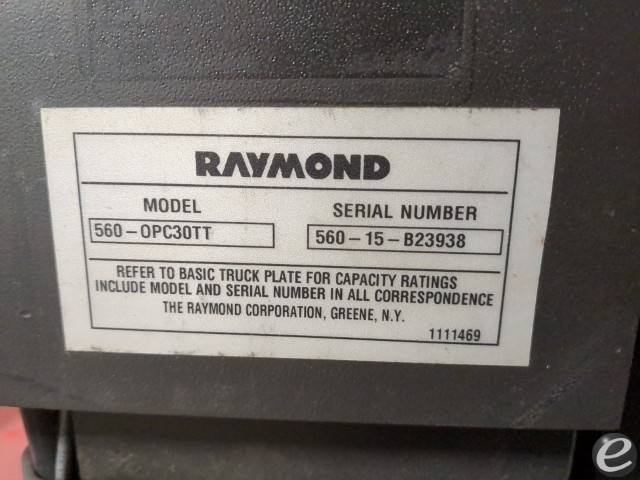 RAYMOND
MODEL
560-OPC30TT
SERIAL NUMBER
560-15-B23938
REFER TO BASIC TRUCK PLATE FOR CAPACITY RATINGS
INCLUDE MODEL AND SERIAL NUMBER IN ALL CORRESPONDENCE
THE RAYMOND CORPORATION, GREENE, N.Y.
1111469
e